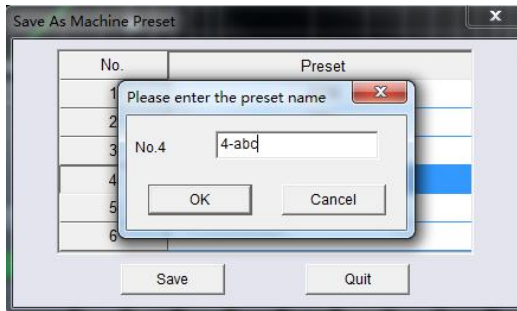 Save As Machine Preset
x
No. Preset
1
Please enter the preset name
x
2
No.4 4-abc
3
4
OK Cancel
5
6
Save Quit